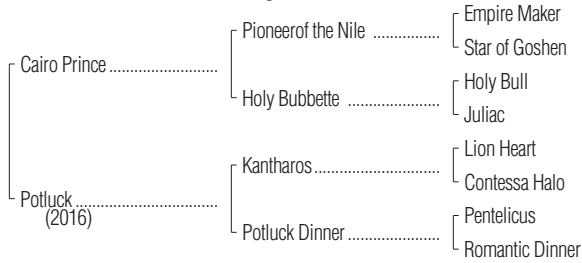 Empire Maker
Pioneerof the Nile ................
Star of Goshen
Cairo Prince ..........................
Holy Bull
Holy Bubbette ......................
Juliac
Lion Heart
Kantharos ..............................
Contessa Halo
Potluck ..................................
(2016)
Pentelicus
Potluck Dinner ......................
Romantic Dinner